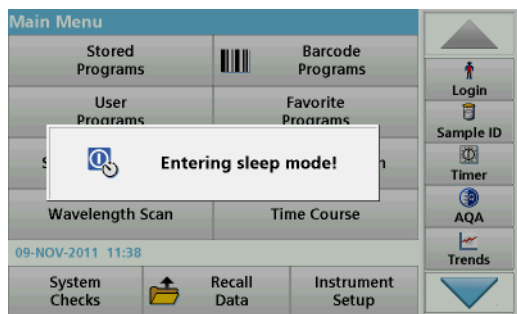 Main Menu
Stored
Programs
Barcode
Programs
User
Programs
Favorite
Programs
Entering sleep mode!
Wavelength Scan
Time Course
09-NOV-2011 11:38
System
Checks
Recall
Data
Instrument
Setup
Login
Sample ID
Timer
AQA
Trends